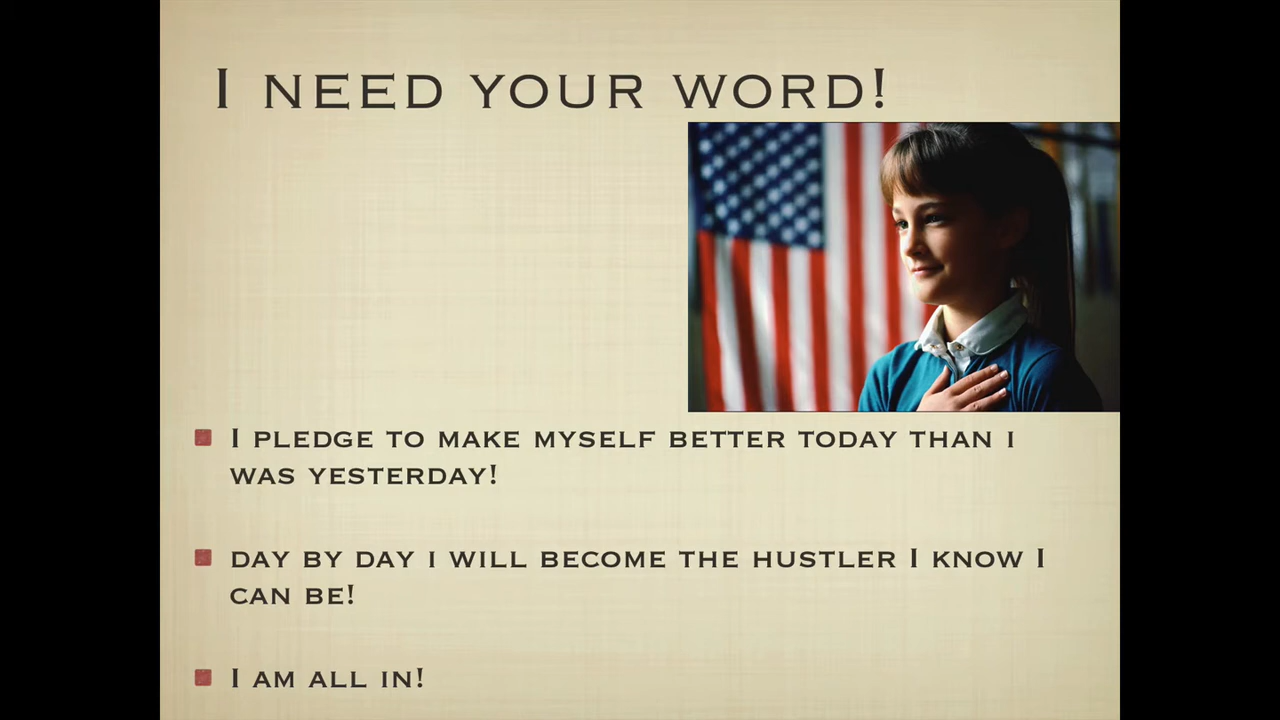 I NEED YOUR WORD!
I PLEDGE TO MAKE MYSELF BETTER TODAY THAN I
WAS YESTERDAY!
DAY BY DAY I WILL BECOME THE HUSTLER I KNOW I
CAN BE!
I AM ALL IN!